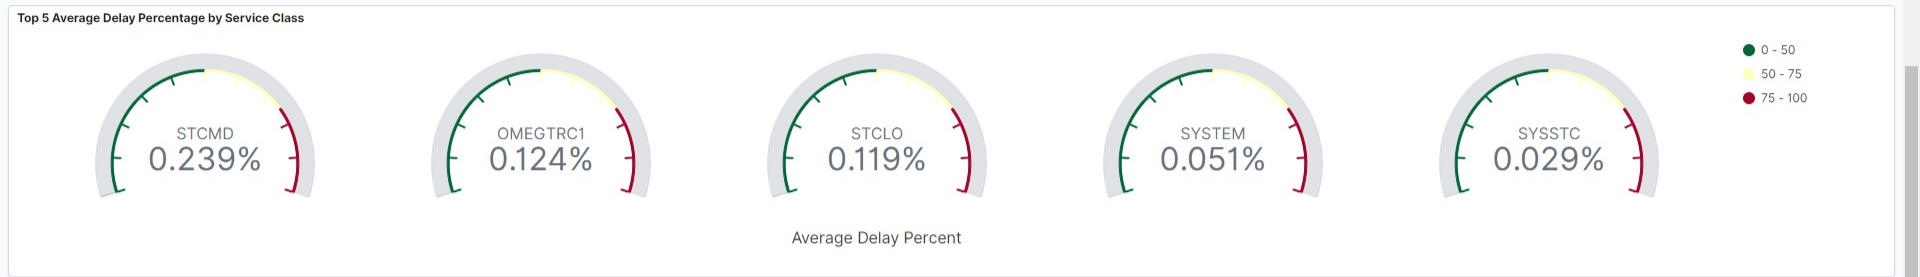 Top 5 Average Delay Percentage by Service Class
STCMD
0.239%
OMEGTRC1
0.124%
STCLO
0.119%
SYSTEM
0.051%
SYSSTC
0.029%
0 - 50
50 - 75
75 - 100
Average Delay Percent